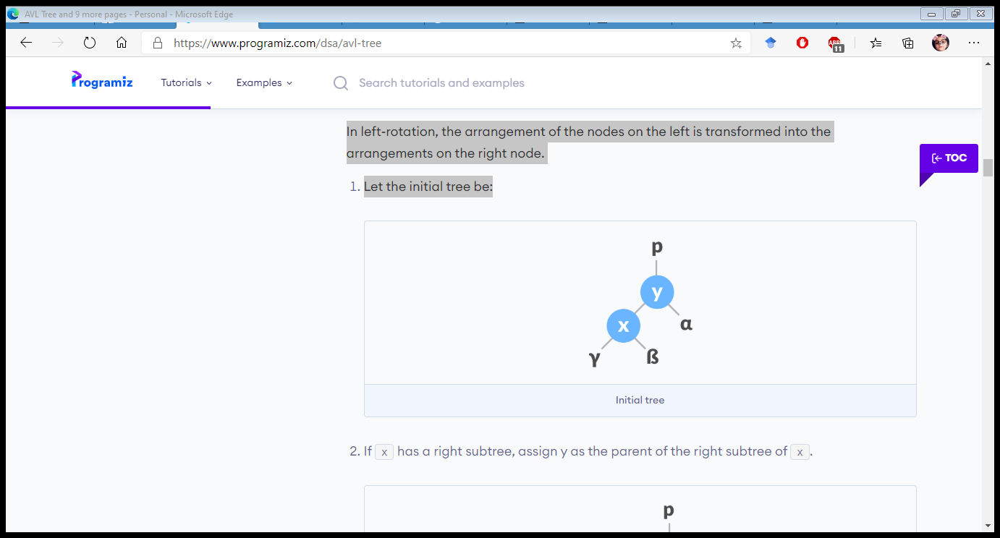 AVL Tree and 9 more pages - Personal - Microsoft Edge
https://www.programiz.com/dsa/avl-tree
11
Programiz
Tutorials
Examples
Search tutorials and examples
In left-rotation, the arrangement of the nodes on the left is transformed into the
arrangements on the right node.
TOC
1. Let the initial tree be:
p
y
x
α
γ
ß
Initial tree
2. If x has a right subtree, assign y as the parent of the right subtree of x .
p